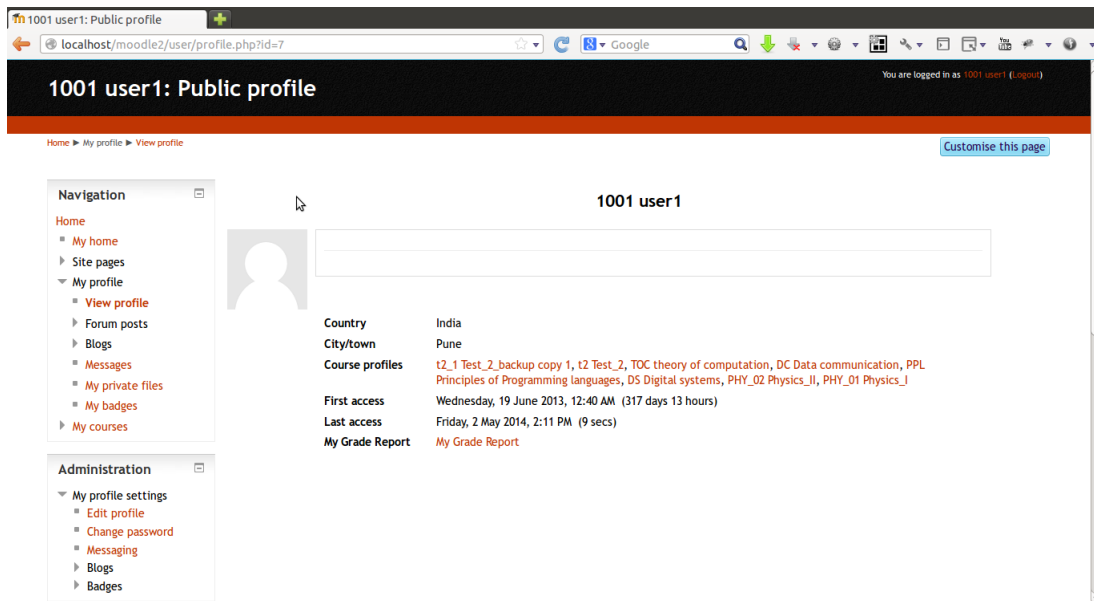 1001 user1: Public profile
localhost/moodle2/user/profile.php?id=7
Google
1001 user1: Public profile
You are logged in as 1001 user1 (Logout)
Home ► My profile ► View profile
Customise this page
Navigation
Home
My home
Site pages
My profile
View profile
Forum posts
Blogs
Messages
My private files
My badges
My courses
Administration
My profile settings
Edit profile
Change password
Messaging
Blogs
Badges
1001 user1
Country India
City/town Pune
Course profiles t2_1 Test_2_backup copy 1, t2 Test_2, TOC theory of computation, DC Data communication, PPL
Principles of Programming languages, DS Digital systems, PHY_02 Physics_II, PHY_01 Physics_I
First access Wednesday, 19 June 2013, 12:40 AM (317 days 13 hours)
Last access Friday, 2 May 2014, 2:11 PM (9 secs)
My Grade Report My Grade Report